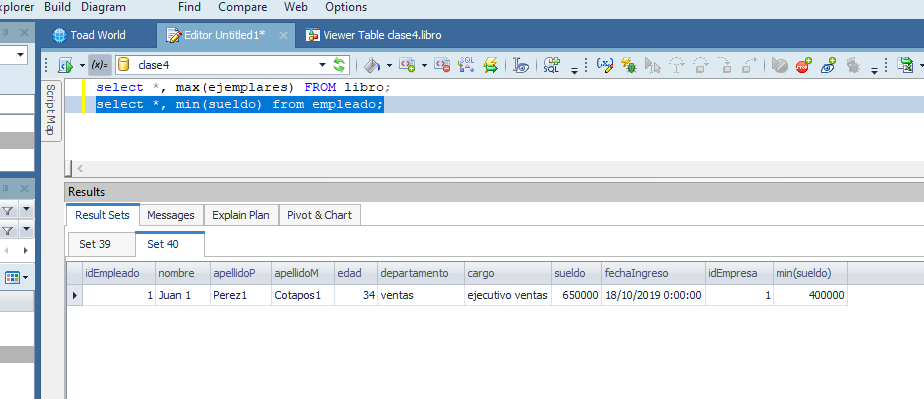 xplorer Build Diagram Find Compare Web Options
Toad World Editor Untitled1* Viewer Table clase4.libro
(x)= clase4 SQL SQL
Script Map
select *, max(ejemplares) FROM libro;
select *, min(sueldo) from empleado;
Results
Result Sets Messages Explain Plan Pivot & Chart
Set 39 Set 40
idEmpleado nombre apellidoP apellidoM edad departamento cargo sueldo fechaIngreso idEmpresa min(sueldo)
1 Juan 1 Perez1 Cotapos1 34 ventas ejecutivo ventas 650000 18/10/2019 0:00:00 1 400000